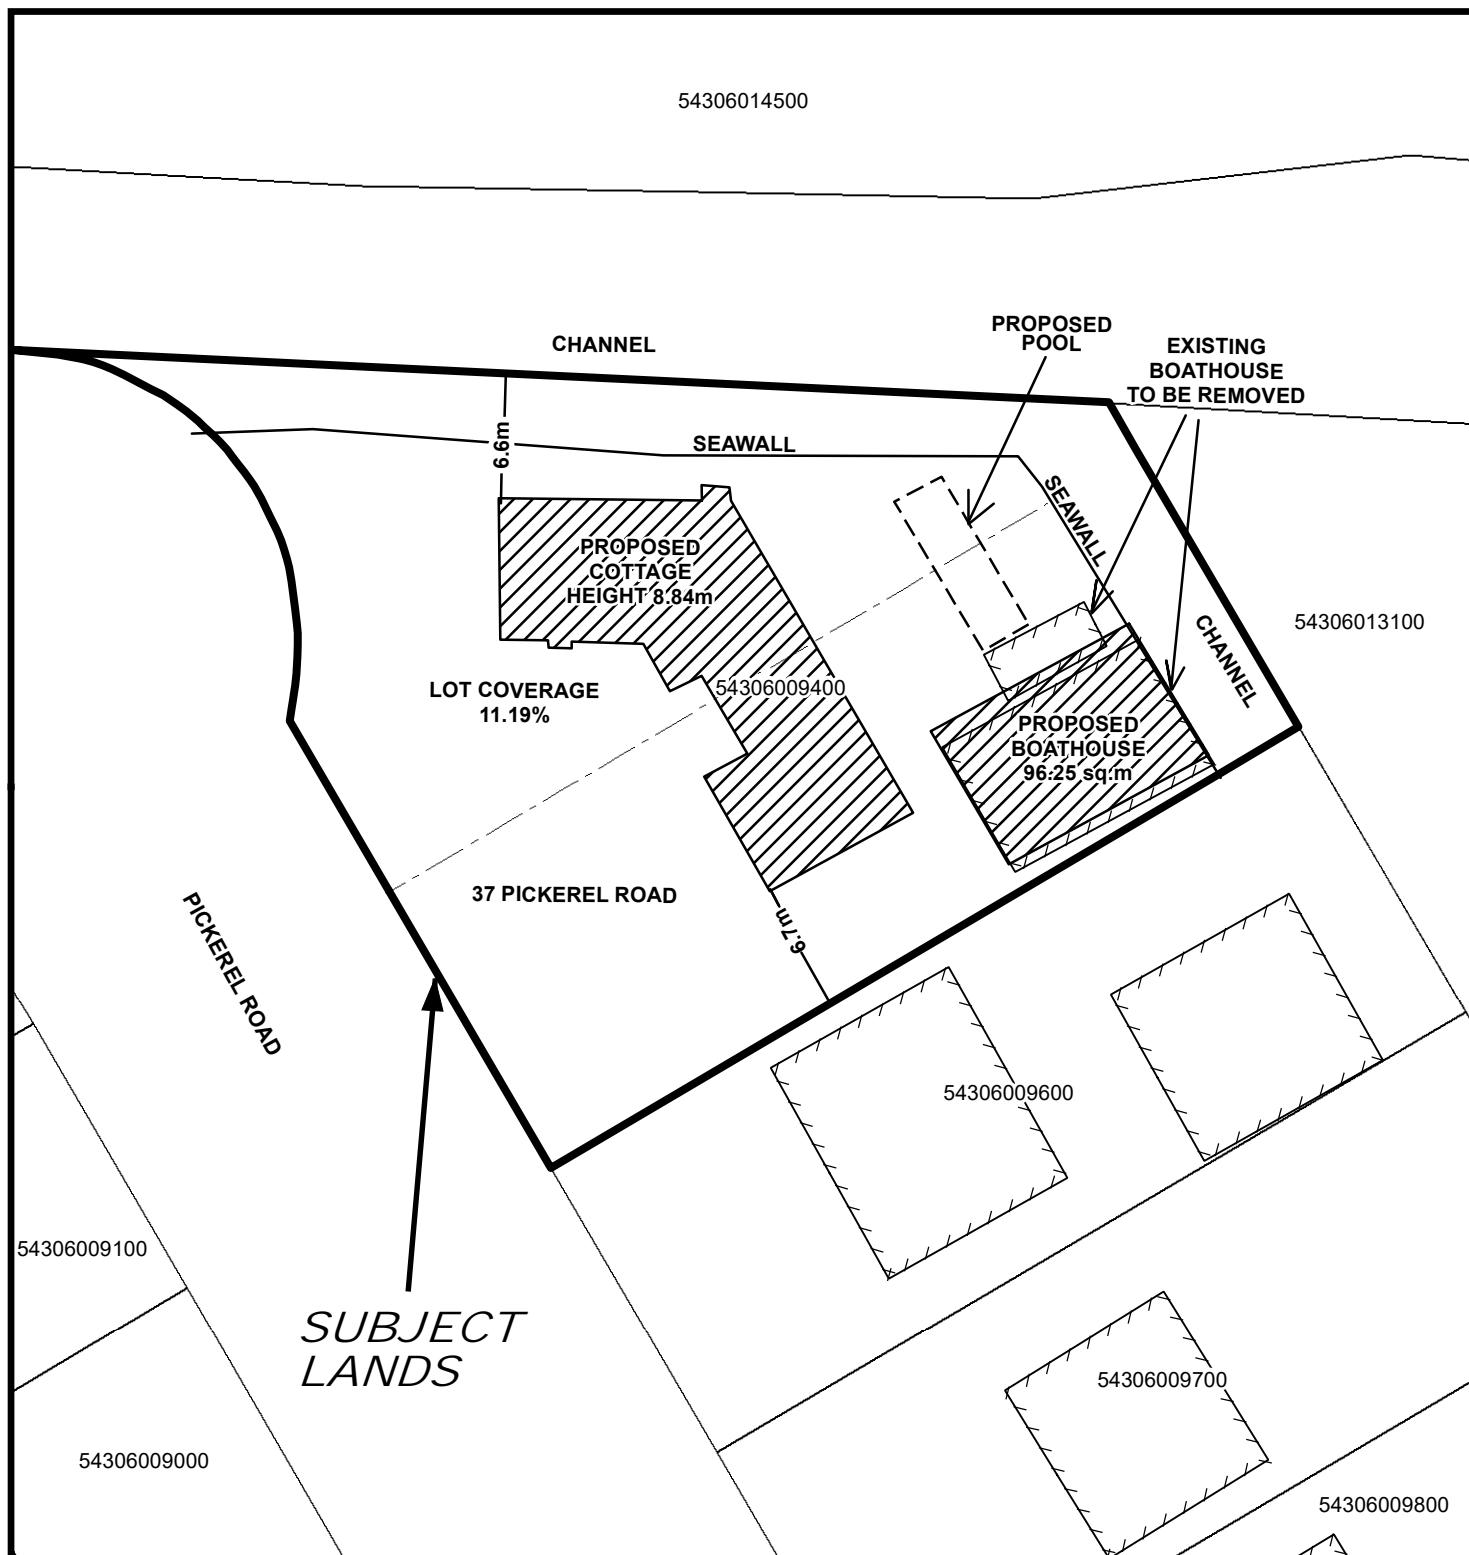 54306014500
CHANNEL
PROPOSED
POOL
EXISTING
BOATHOUSE
TO BE REMOVED
6.6m
SEAWALL
SEAWALL
PROPOSED
COTTAGE
HEIGHT 8.84m
CHANNEL
54306013100
LOT COVERAGE
11.19%
54306009400
PROPOSED
BOATHOUSE
96.25 sq.m
37 PICKEREL ROAD
6.7m
PICKEREL ROAD
54306009600
54306009100
SUBJECT
LANDS
54306009700
54306009000
54306009800